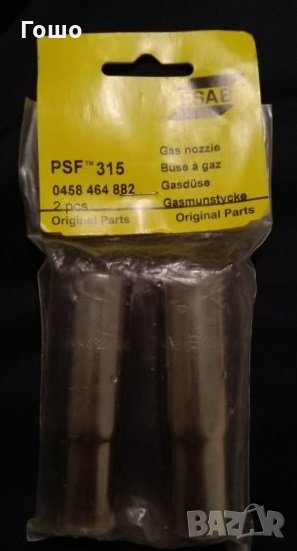 Гошо
ESAB
PSF™ 315
0458 464 882
2 pcs
Original Parts
Gas nozzle
Buse à gaz
Gasdüse
Gasmunstycke
Original Parts
BAZAR